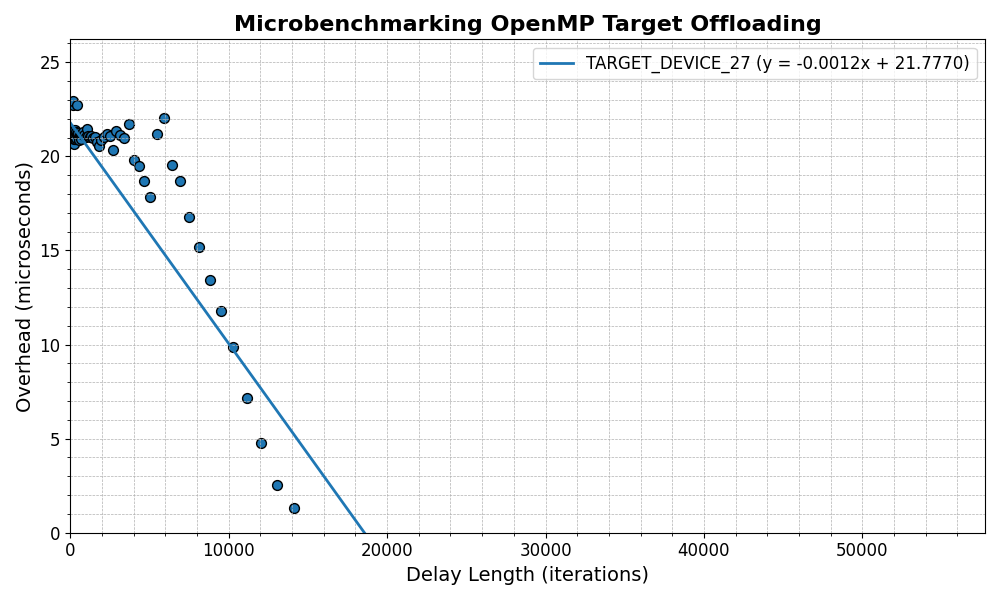 Microbenchmarking OpenMP Target Offloading
TARGET_DEVICE_27 (y = -0.0012x + 21.7770)
Overhead (microseconds)
25
20
15
10
5
0
0 10000 20000 30000 40000 50000
Delay Length (iterations)